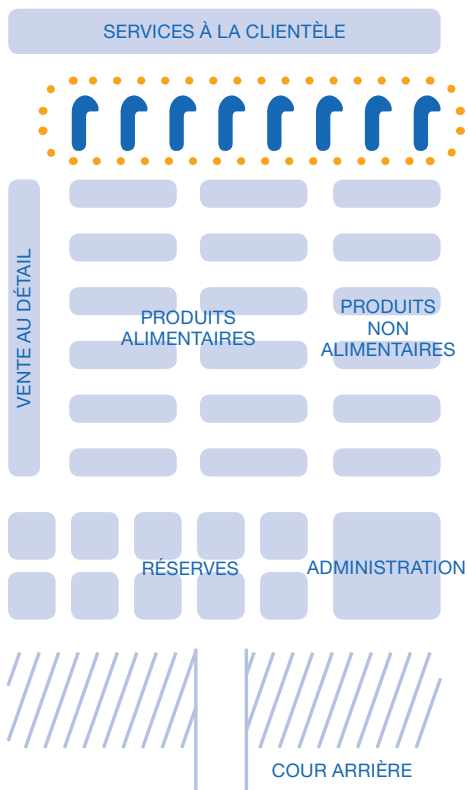 SERVICES À LA CLIENTÈLE
VENTE AU DÉTAIL
PRODUITS
ALIMENTAIRES
PRODUITS
NON
ALIMENTAIRES
RÉSERVES
ADMINISTRATION
COUR ARRIÈRE